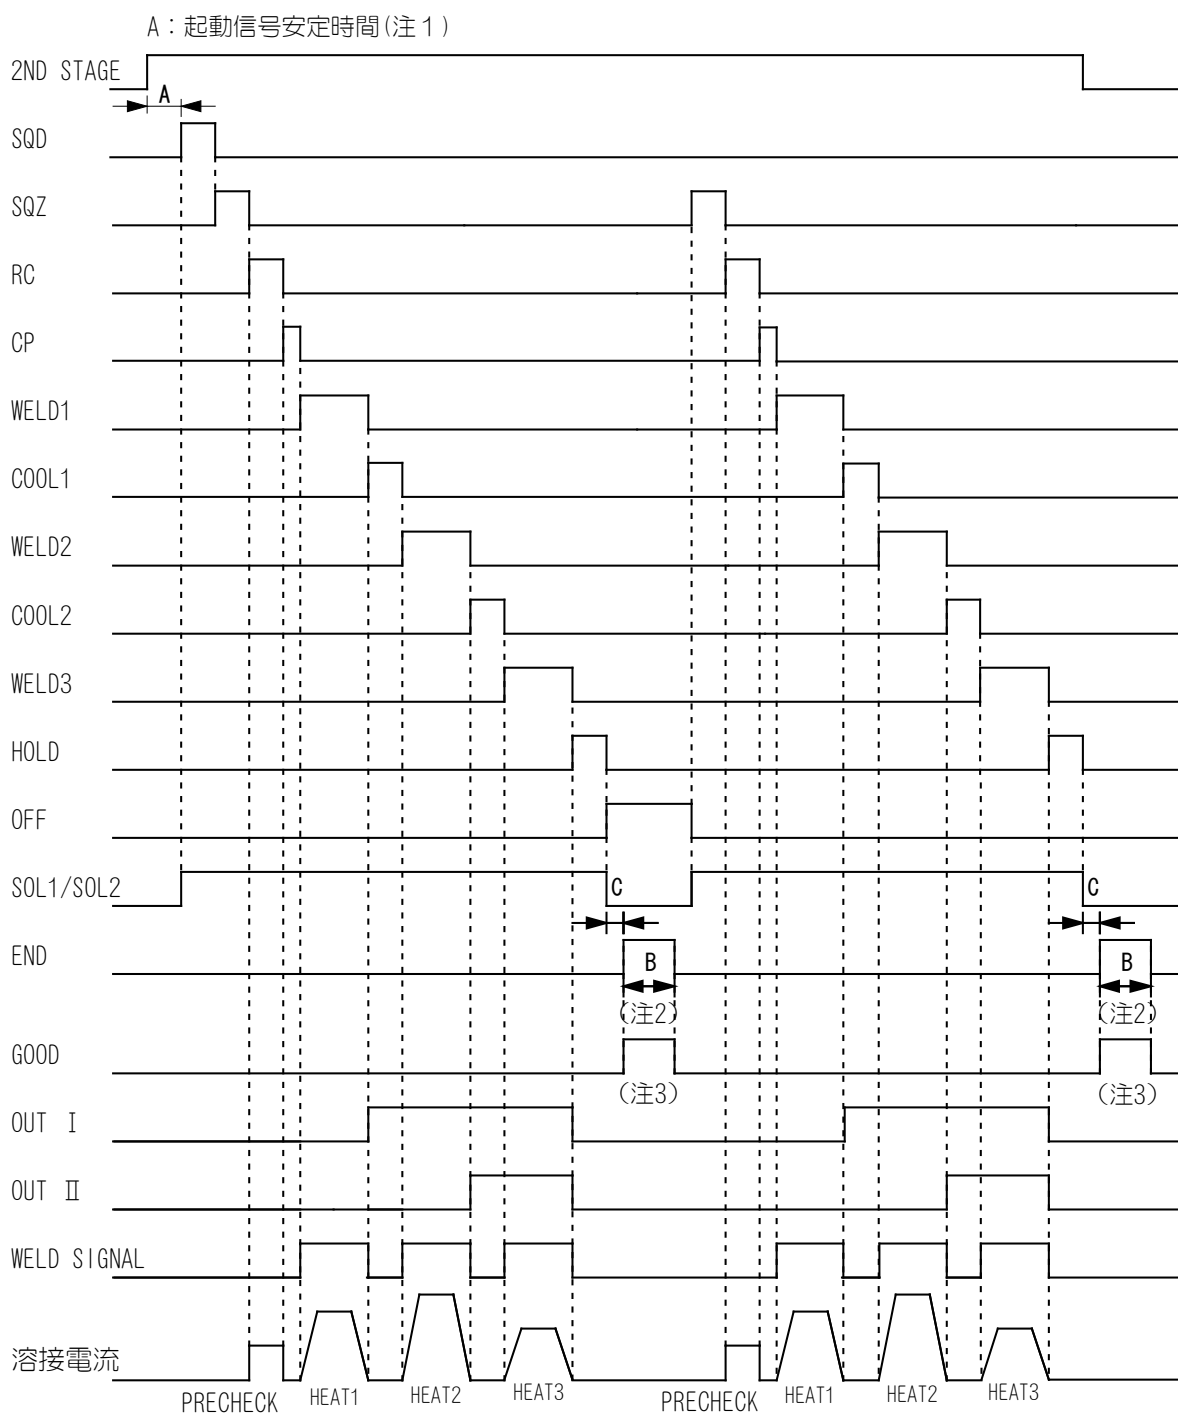 A：起動信号安定時間(注１)
2ND STAGE
A
SQD
SQZ
RC
CP
WELD1
COOL1
WELD2
COOL2
WELD3
HOLD
OFF
SOL1/SOL2
C
C
END
B
B
(注2)
(注2)
GOOD
(注3)
(注3)
OUT Ⅰ
OUT Ⅱ
WELD SIGNAL
溶接電流
PRECHECK
HEAT1
HEAT2
HEAT3
PRECHECK
HEAT1
HEAT2
HEAT3